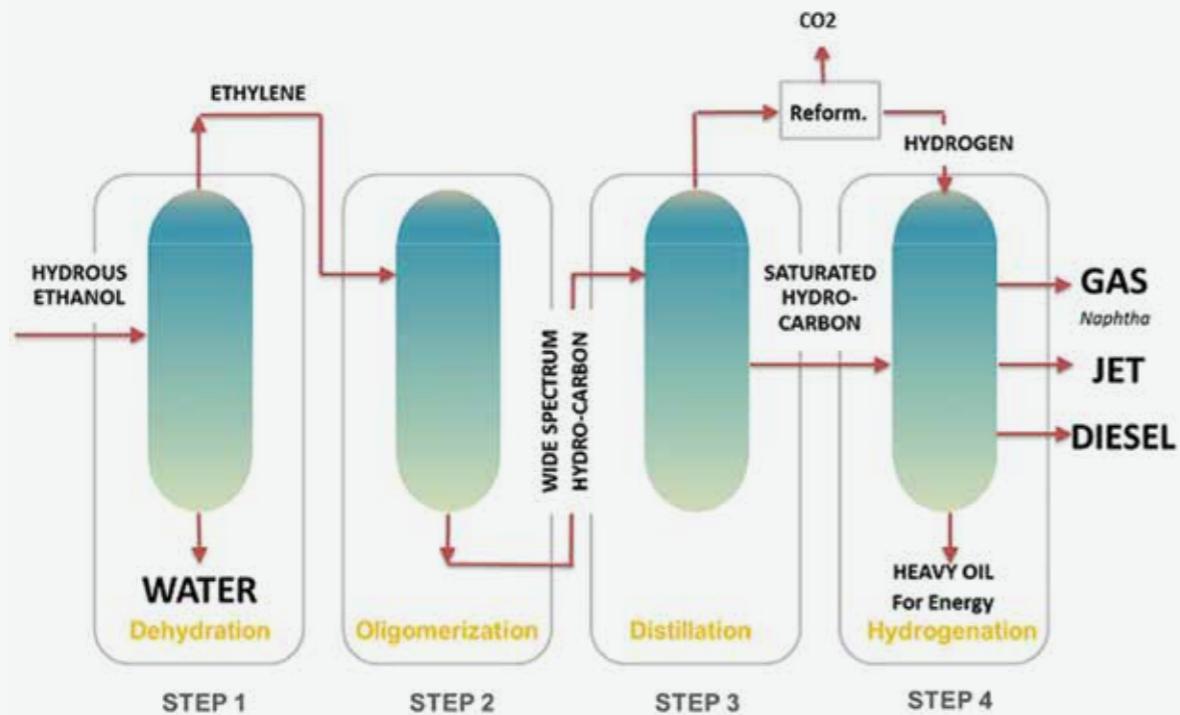 CO2
ETHYLENE
Reform.
HYDROGEN
HYDROUS
ETHANOL
WIDE SPECTRUM
HYDRO-CARBON
SATURATED
HYDRO-
CARBON
GAS
Naphtha
JET
DIESEL
WATER
HEAVY OIL
For Energy
Dehydration
Oligomerization
Distillation
Hydrogenation
STEP 1
STEP 2
STEP 3
STEP 4